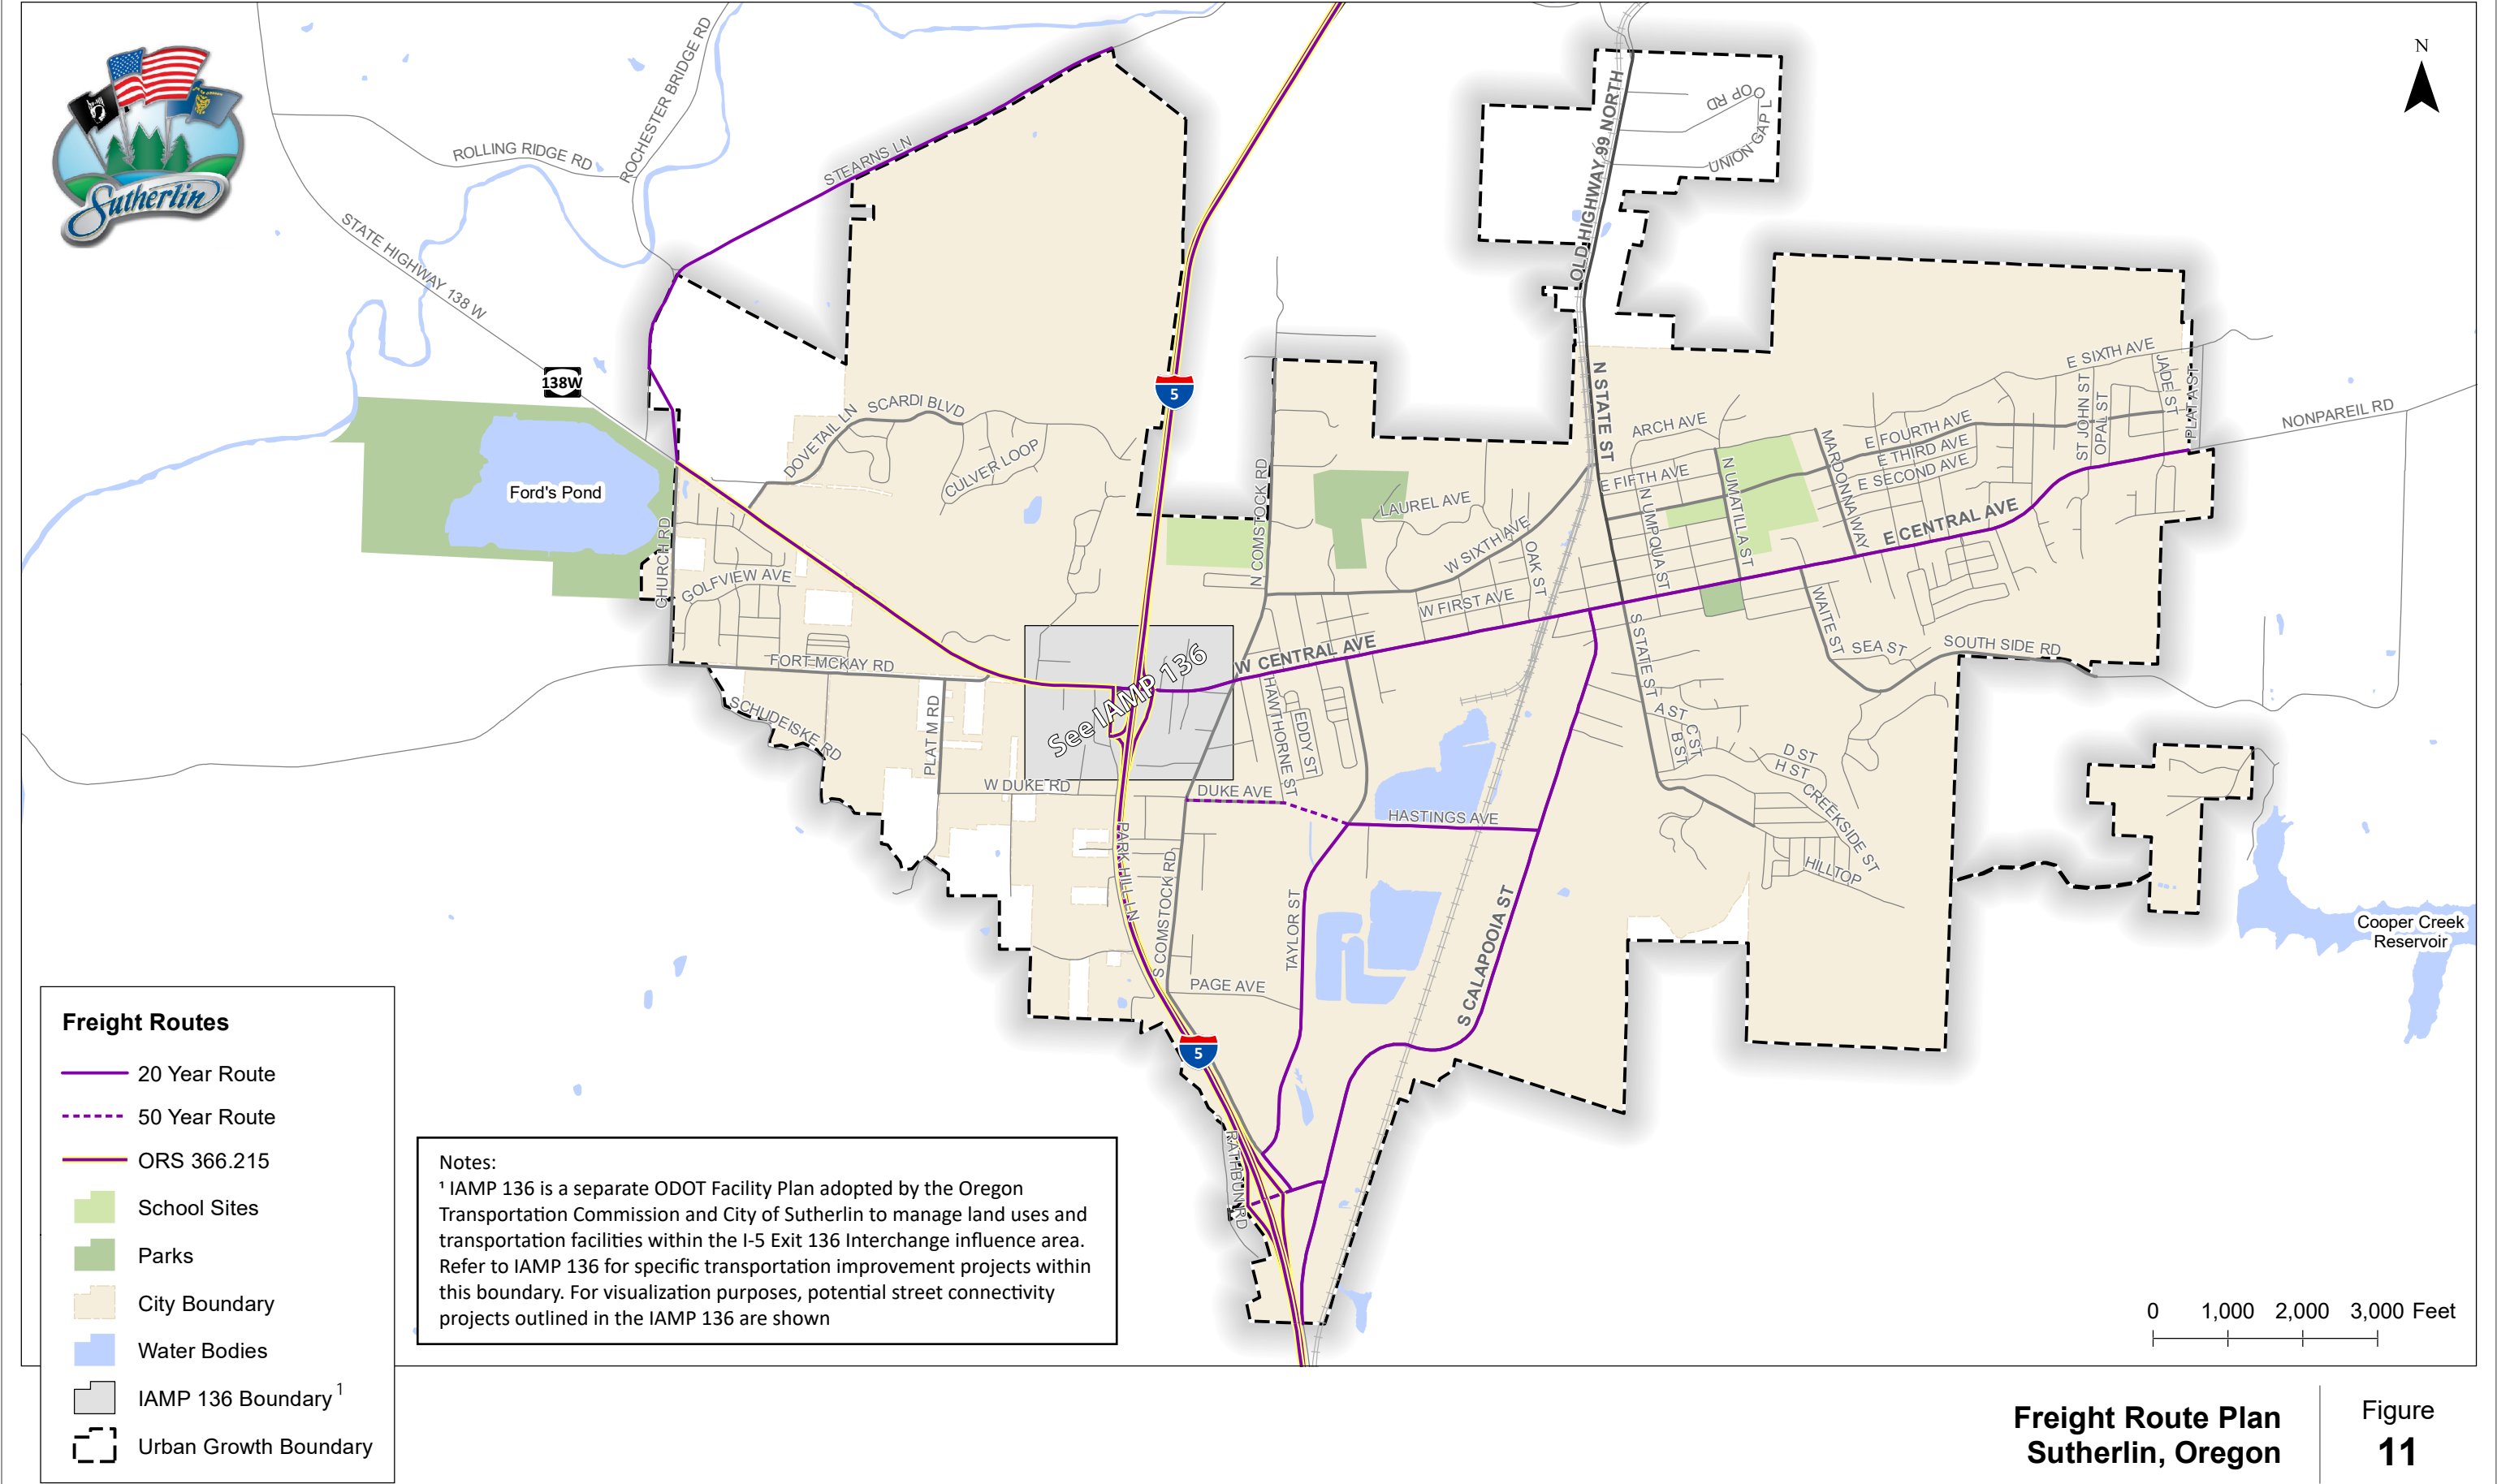 N
Sutherlin
ROLLING RIDGE RD
ROCHESTER BRIDGE RD
STEARNS LN
STATE HIGHWAY 138 W
138W
OLD HIGHWAY 99 NORTH
OP RD
UNION GAP L
5
SCARDI BLVD
DOVETAIL LN
CULVER LOOP
Ford's Pond
CHURCH RD
GOLFVIEW AVE
FORT MCKAY RD
SCHUDEISKE RD
PLAT M RD
W DUKE RD
See IAMP 136
N COMSTOCK RD
LAUREL AVE
W SIXTH AVE
OAK ST
W FIRST AVE
W CENTRAL AVE
HAWTHORNE ST
EDDY ST
DUKE AVE
HASTINGS AVE
PARK HILL LN
S COMSTOCK RD
TAYLOR ST
PAGE AVE
S CALAPOOIA ST
5
RATHBUN RD
N STATE ST
ARCH AVE
E FIFTH AVE
N UMPQUA ST
N UMATILLA ST
MARDONNA WAY
E FOURTH AVE
E THIRD AVE
E SECOND AVE
E CENTRAL AVE
E SIXTH AVE
ST JOHN ST
OPAL ST
JADE ST
PLAT A ST
NONPAREIL RD
WAITE ST
SEA ST
SOUTH SIDE RD
S STATE ST
A ST
B ST
C ST
D ST
H ST
CREEKSIDE ST
HILLTOP
Cooper Creek
Reservoir
Freight Routes
20 Year Route
50 Year Route
ORS 366.215
School Sites
Parks
City Boundary
Water Bodies
IAMP 136 Boundary 1
Urban Growth Boundary
Notes:
¹ IAMP 136 is a separate ODOT Facility Plan adopted by the Oregon
Transportation Commission and City of Sutherlin to manage land uses and
transportation facilities within the I-5 Exit 136 Interchange influence area.
Refer to IAMP 136 for specific transportation improvement projects within
this boundary. For visualization purposes, potential street connectivity
projects outlined in the IAMP 136 are shown
0 1,000 2,000 3,000 Feet
Freight Route Plan
Sutherlin, Oregon
Figure
11